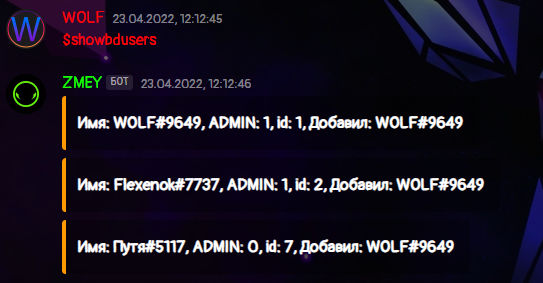 WOLF 23.04.2022, 12:12:45
$showbdusers
ZMEY БОТ 23.04.2022, 12:12:46
Имя: WOLF#9649, ADMIN: 1, id: 1, Добавил: WOLF#9649
Имя: Flexenok#7737, ADMIN: 1, id: 2, Добавил: WOLF#9649
Имя: Путя#5117, ADMIN: 0, id: 7, Добавил: WOLF#9649